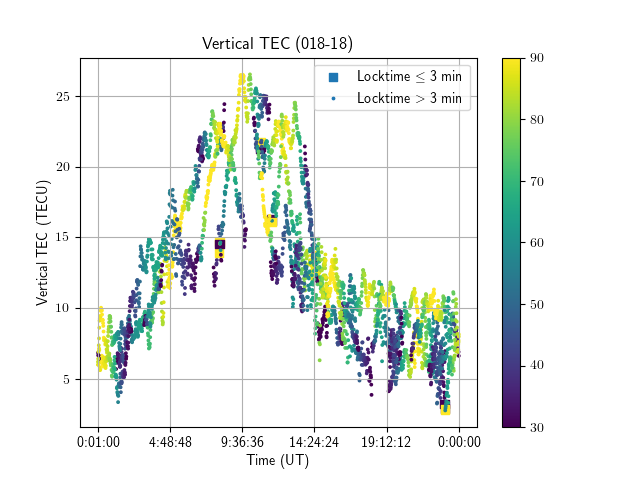 Vertical TEC (018-18)
Locktime ≤ 3 min
Locktime > 3 min
Vertical TEC (TECU)
25
20
15
10
5
0:01:00 4:48:48 9:36:36 14:24:24 19:12:12 0:00:00
Time (UT)
90
80
70
60
50
40
30